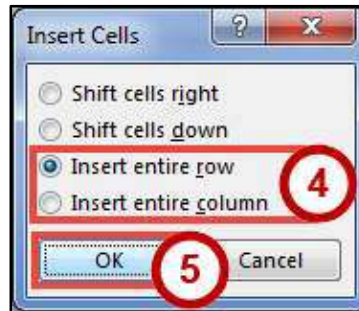 Insert Cells
Shift cells right
Shift cells down
Insert entire row
Insert entire column
4
OK
5
Cancel